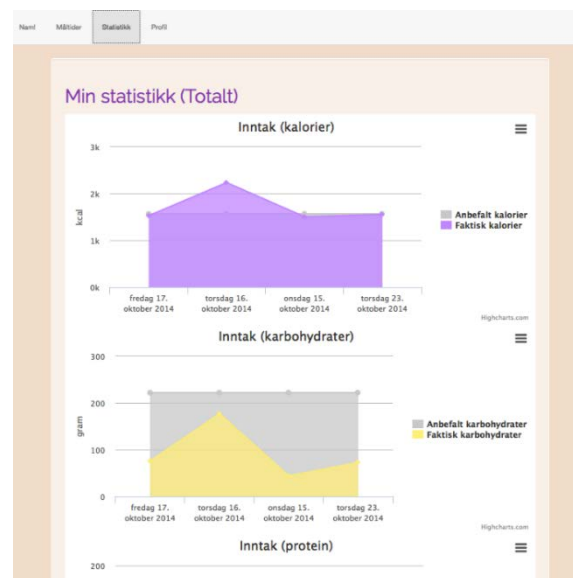 Nam! Måltider Statistikk Profil
Min statistikk (Totalt)
Inntak (kalorier)
3k
2k
1k
0k
kcal
fredag 17. oktober 2014
torsdag 16. oktober 2014
onsdag 15. oktober 2014
torsdag 23. oktober 2014
Anbefalt kalorier
Faktisk kalorier
Highcharts.com
Inntak (karbohydrater)
300
200
100
0
gram
fredag 17. oktober 2014
torsdag 16. oktober 2014
onsdag 15. oktober 2014
torsdag 23. oktober 2014
Anbefalt karbohydrater
Faktisk karbohydrater
Highcharts.com
Inntak (protein)
200